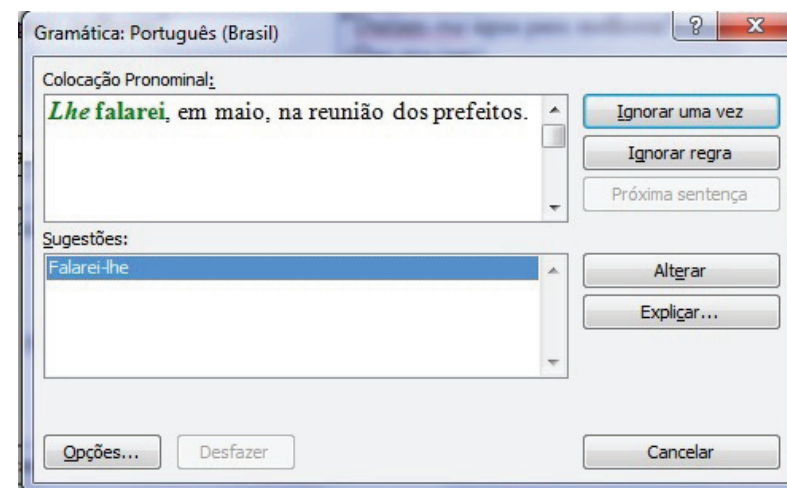 Gramática: Português (Brasil)
Colocação Pronominal:
Lhe falarei, em maio, na reunião dos prefeitos.
Ignorar uma vez
Ignorar regra
Próxima sentença
Sugestões:
Falarei-lhe
Alterar
Explicar...
Opções...
Desfazer
Cancelar